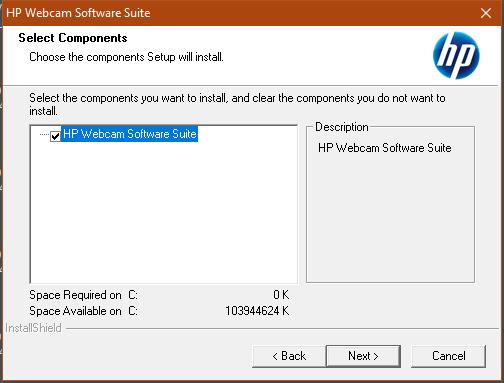 HP Webcam Software Suite
Select Components
Choose the components Setup will install.
hp
Select the components you want to install, and clear the components you do not want to
install.
HP Webcam Software Suite
Description
HP Webcam Software Suite
Space Required on C: 0 K
Space Available on C: 103944624 K
InstallShield
< Back
Next >
Cancel